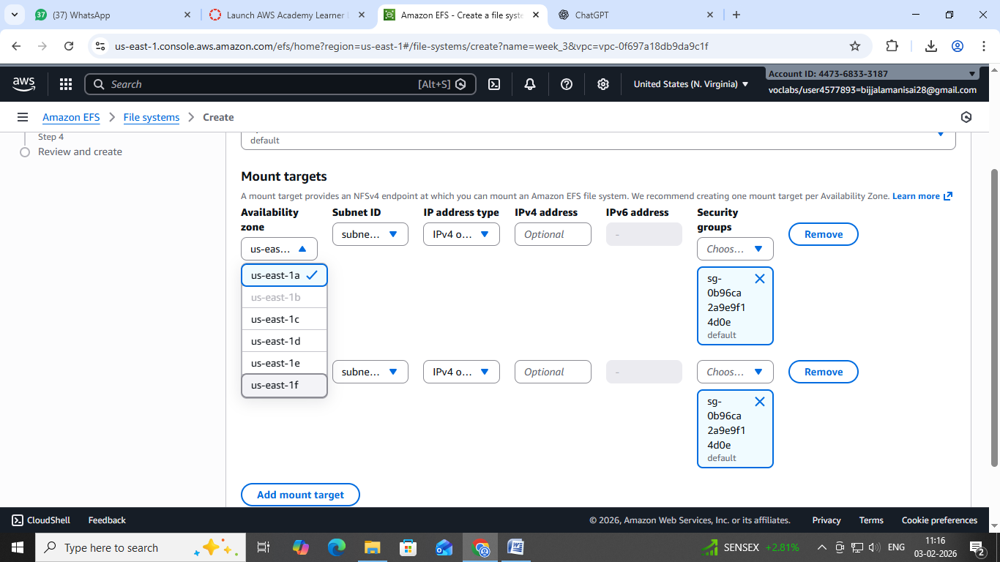 (37) WhatsApp
Launch AWS Academy Learner L
Amazon EFS - Create a file syste
ChatGPT
us-east-1.console.aws.amazon.com/efs/home?region=us-east-1#/file-systems/create?name=week_3&vpc=vpc-0f697a18db9da9c1f
aws
Search
[Alt+S]
United States (N. Virginia)
Account ID: 4473-6833-3187
voclabs/user4577893=bijjalamanisai28@gmail.com
Amazon EFS
File systems
Create
Step 4
Review and create
default
Mount targets
A mount target provides an NFSv4 endpoint at which you can mount an Amazon EFS file system. We recommend creating one mount target per Availability Zone. Learn more
Availability zone
Subnet ID
IP address type
IPv4 address
IPv6 address
Security groups
us-eas...
subne...
IPv4 o...
Optional
-
Choos...
Remove
us-east-1a
us-east-1b
us-east-1c
us-east-1d
us-east-1e
us-east-1f
sg-
0b96ca
2a9e9f1
4d0e
default
subne...
IPv4 o...
Optional
-
Choos...
Remove
sg-
0b96ca
2a9e9f1
4d0e
default
Add mount target
CloudShell
Feedback
© 2026, Amazon Web Services, Inc. or its affiliates.
Privacy
Terms
Cookie preferences
Type here to search
SENSEX +2.81%
ENG
11:16
03-02-2026
2